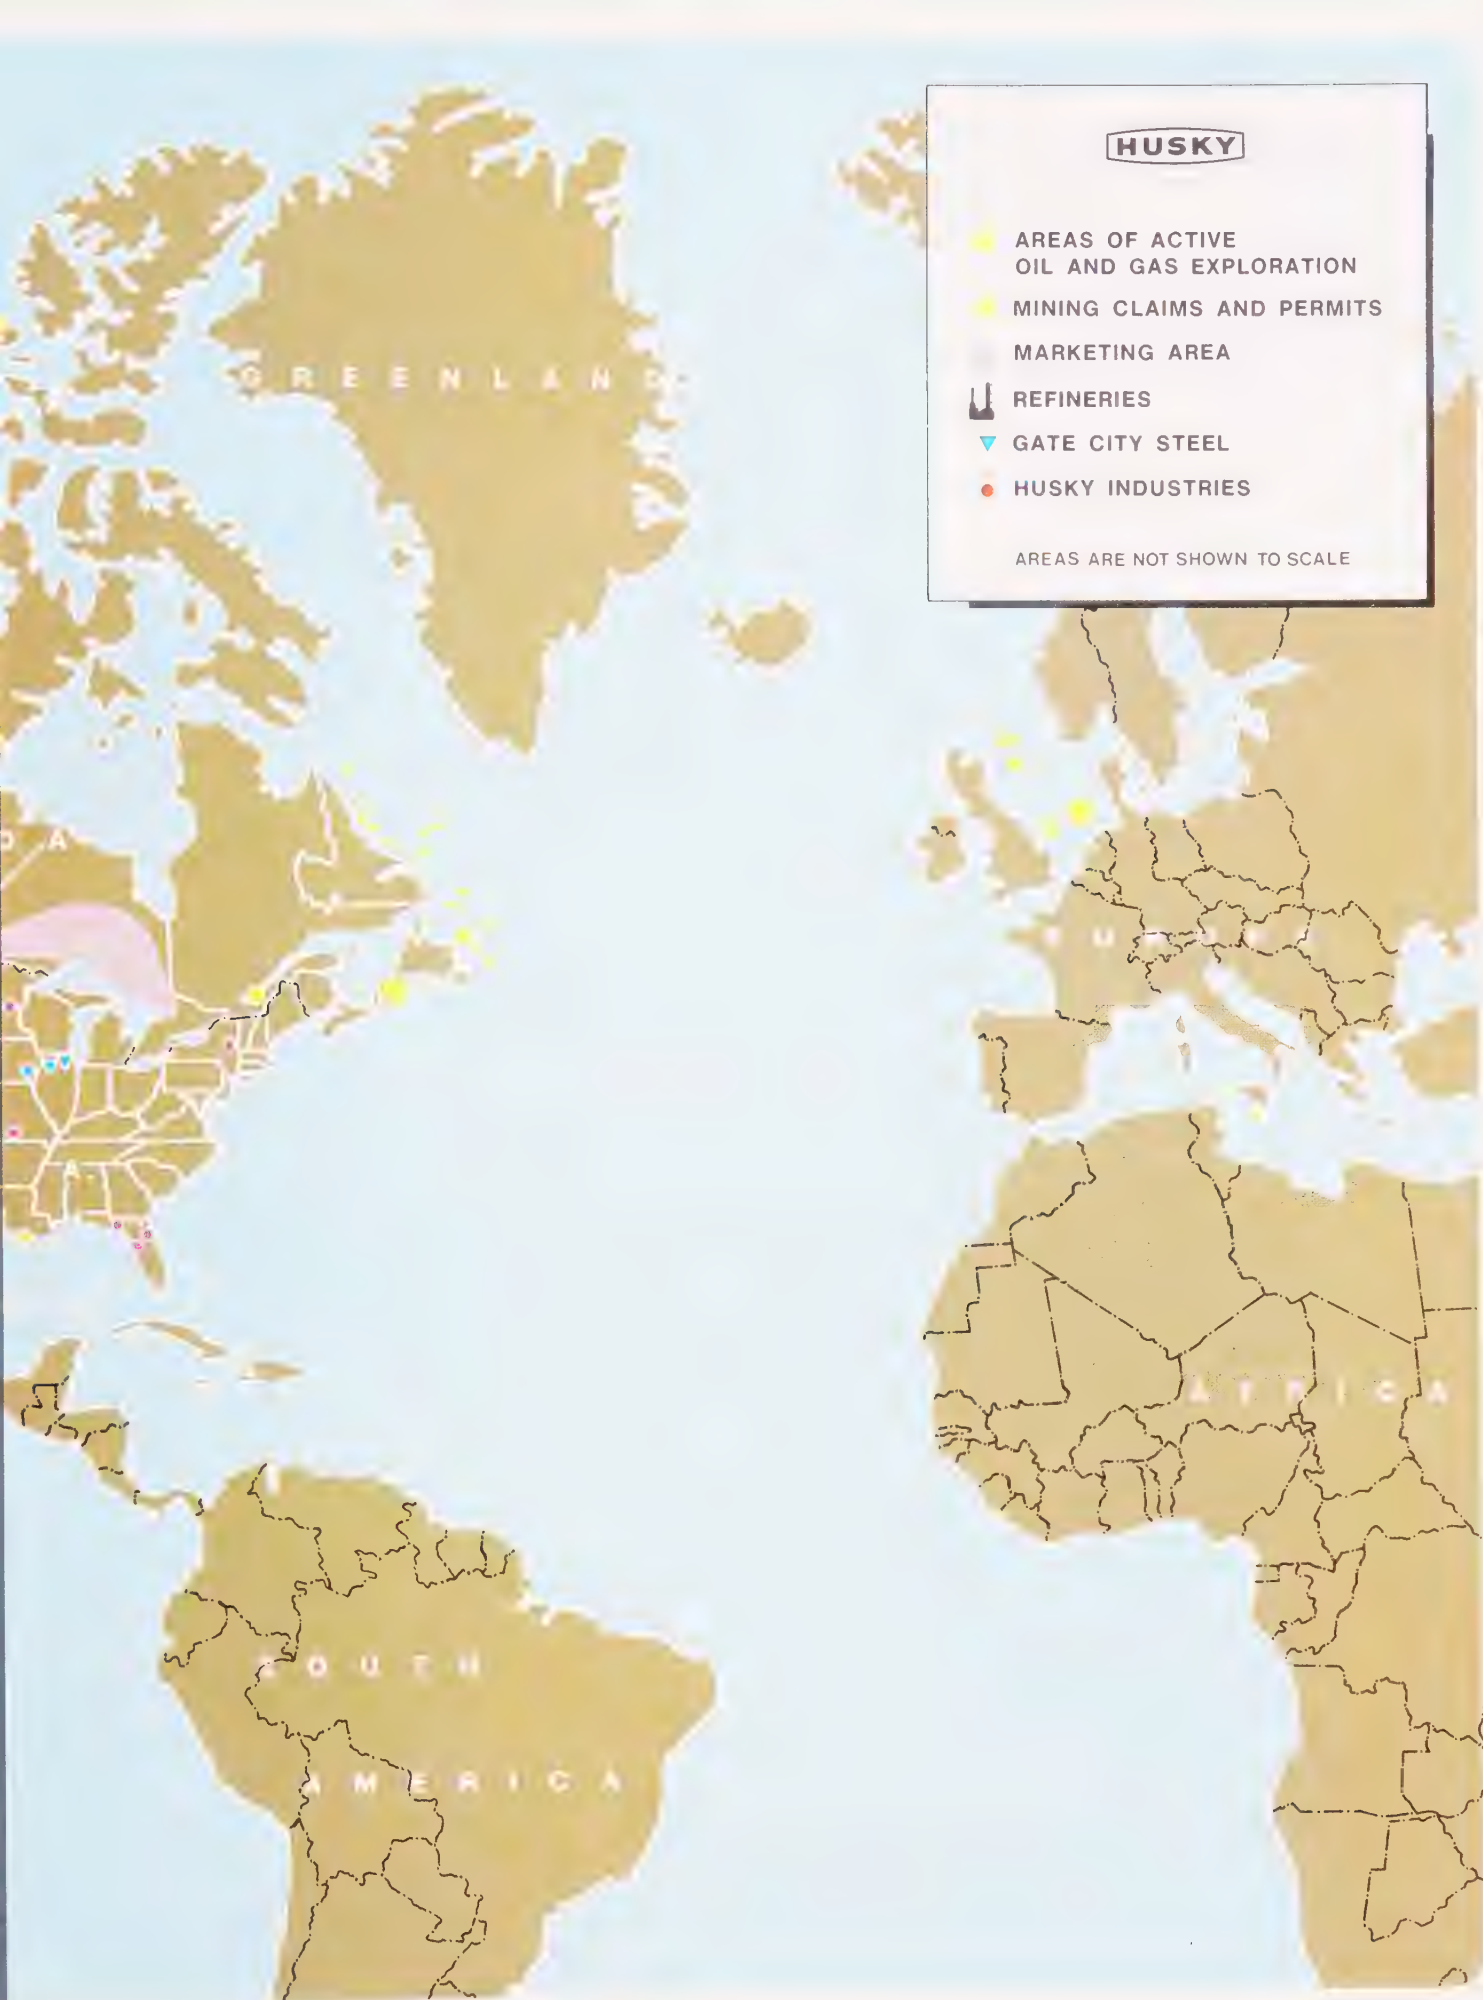 HUSKY
AREAS OF ACTIVE
OIL AND GAS EXPLORATION
MINING CLAIMS AND PERMITS
MARKETING AREA
REFINERIES
GATE CITY STEEL
HUSKY INDUSTRIES
AREAS ARE NOT SHOWN TO SCALE
GREENLAND
D A
A
AFRICA
SOUTH
AMERICA